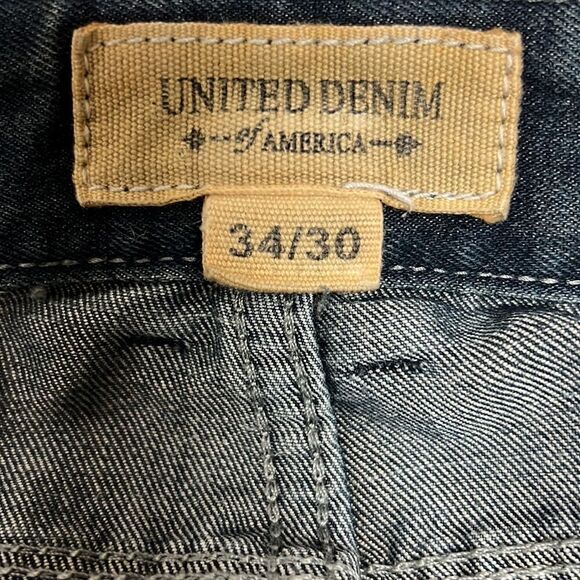 UNITED DENIM
of AMERICA
34/30